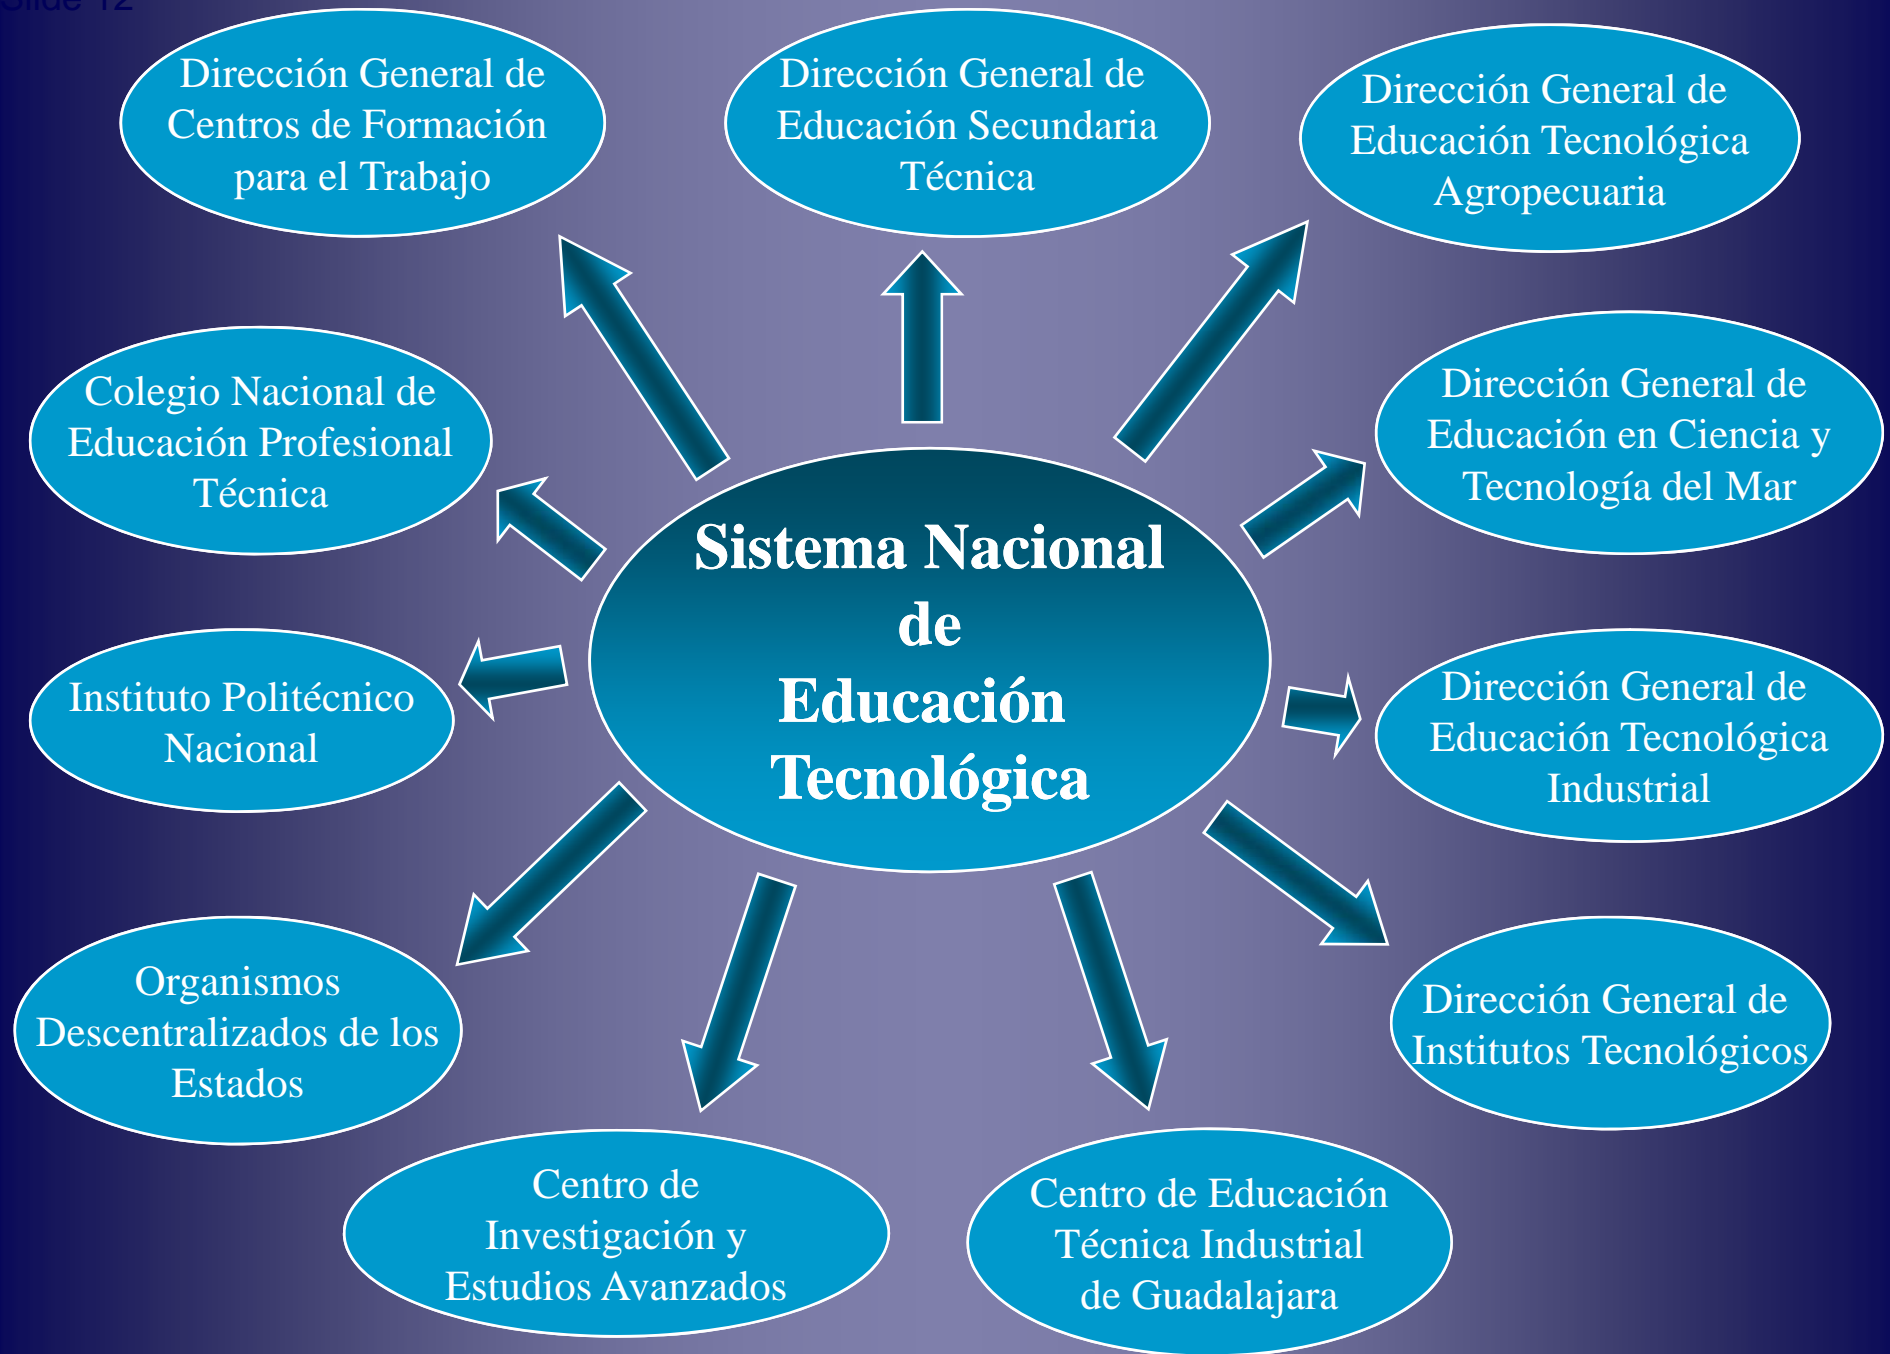 Slide 12
Dirección General de
Centros de Formación
para el Trabajo
Dirección General de
Educación Secundaria
Técnica
Dirección General de
Educación Tecnológica
Agropecuaria
Colegio Nacional de
Educación Profesional
Técnica
Dirección General de
Educación en Ciencia y
Tecnología del Mar
Sistema Nacional
de
Educación
Tecnológica
Instituto Politécnico
Nacional
Dirección General de
Educación Tecnológica
Industrial
Organismos
Descentralizados de los
Estados
Dirección General de
Institutos Tecnológicos
Centro de
Investigación y
Estudios Avanzados
Centro de Educación
Técnica Industrial
de Guadalajara